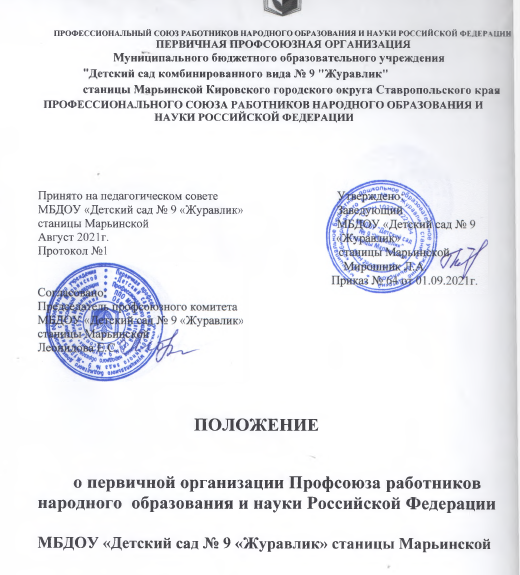 ПРОФЕССИОНАЛЬНЫЙ СОЮЗ РАБОТНИКОВ НАРОДНОГО ОБРАЗОВАНИЯ И НАУКИ РОССИЙСКОЙ ФЕДЕРАЦИИ
ПЕРВИЧНАЯ ПРОФСОЮЗНАЯ ОРГАНИЗАЦИЯ
Муниципального бюджетного образовательного учреждения
"Детский сад комбинированного вида № 9 "Журавлик"
станицы Марьинской Кировского городского округа Ставропольского края
ПРОФЕССИОНАЛЬНОГО СОЮЗА РАБОТНИКОВ НАРОДНОГО ОБРАЗОВАНИЯ И
НАУКИ РОССИЙСКОЙ ФЕДЕРАЦИИ
Принято на педагогическом совете
МБДОУ «Детский сад № 9 «Журавлик»
станицы Марьинской
Август 2021г.
Протокол №1
Утверждено:
Заведующий
МБДОУ «Детский сад № 9
«Журавлик»
станицы Марьинской
Мирошник Л.А
Приказ № 64 от 01.09.2021г.
Согласовано:
Председатель профсоюзного комитета
МБДОУ «Детский сад № 9 «Журавлик»
станицы Марьинской
ПОЛОЖЕНИЕ
о первичной организации Профсоюза работников
народного образования и науки Российской Федерации
МБДОУ «Детский сад № 9 «Журавлик» станицы Марьинской